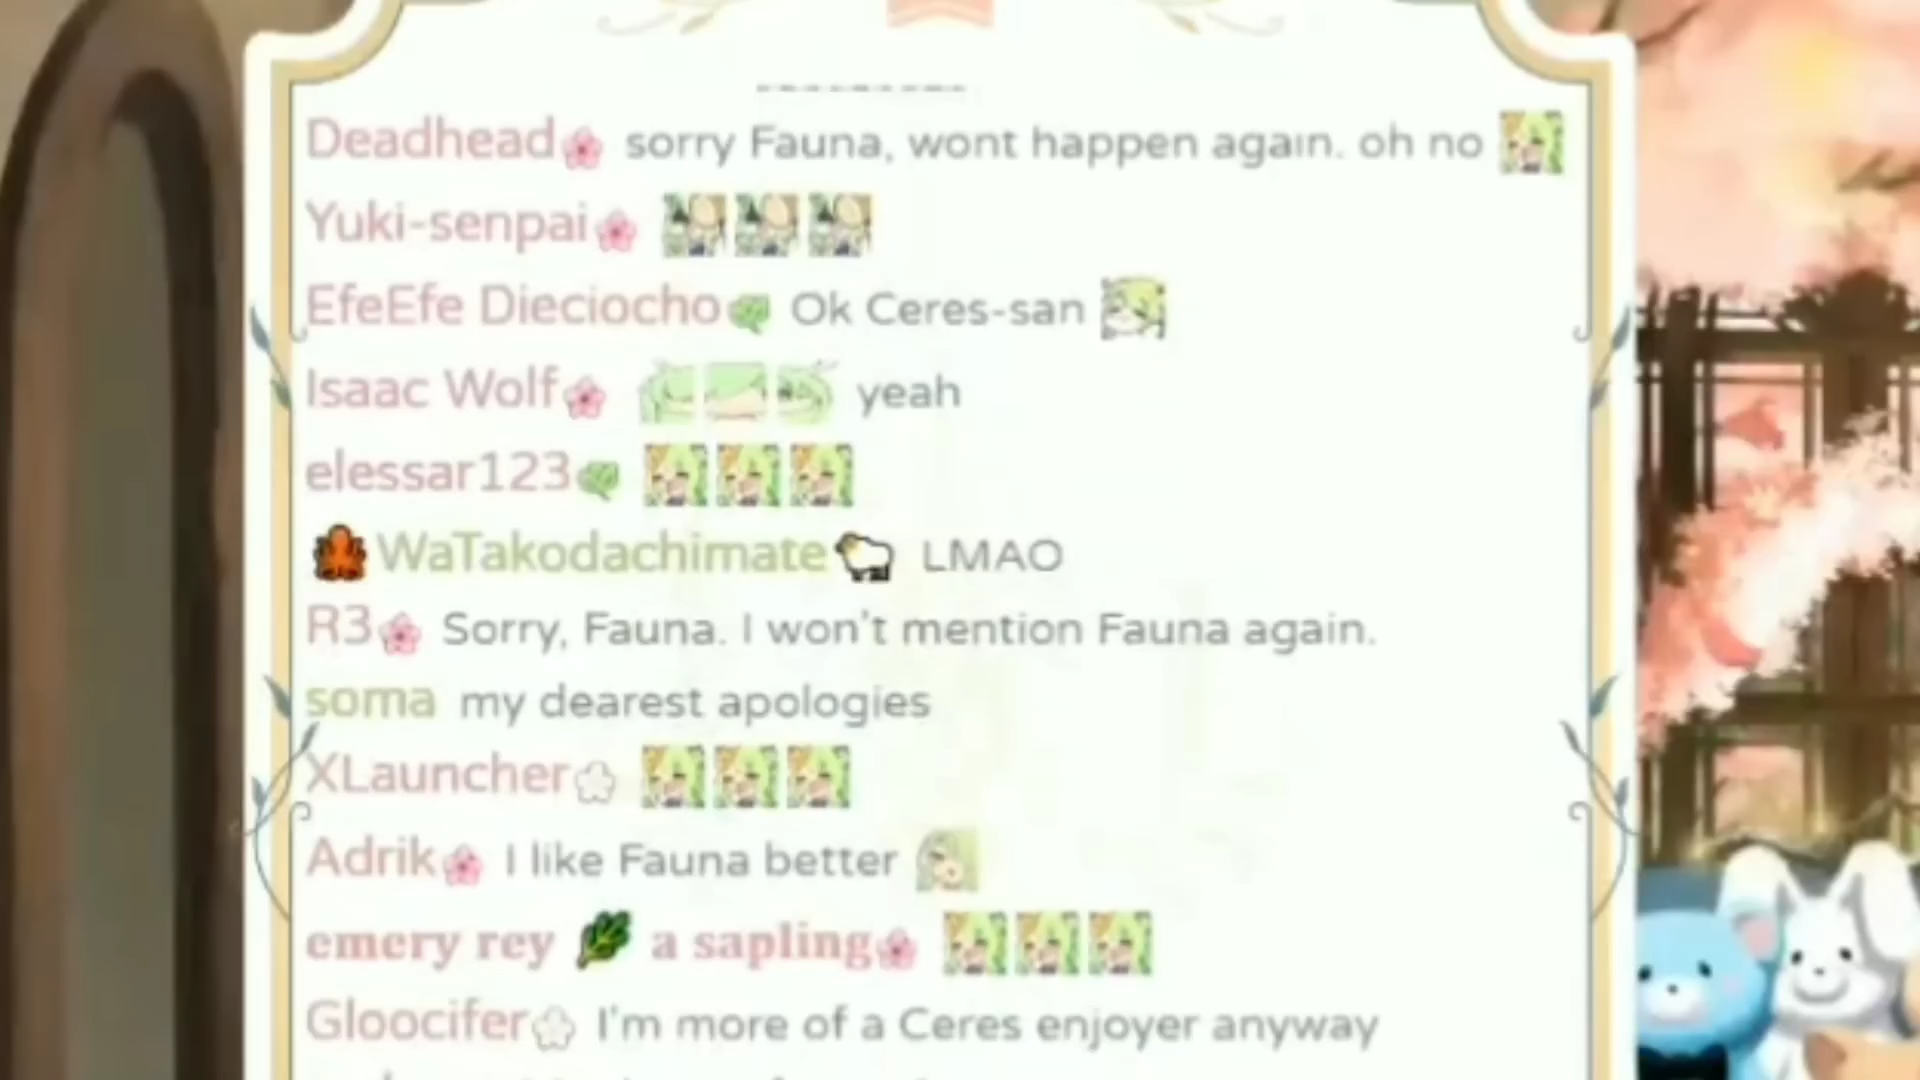 Deadhead sorry Fauna, wont happen again. oh no
Yuki-senpai
EfeEfe Dieciocho Ok Ceres-san
Isaac Wolf yeah
elessar123
WaTakodachimate LMAO
R3 Sorry, Fauna. I won't mention Fauna again.
soma my dearest apologies
XLauncher
Adrik I like Fauna better
emery rey 🥬 a sapling
Gloocifer I'm more of a Ceres enjoyer anyway